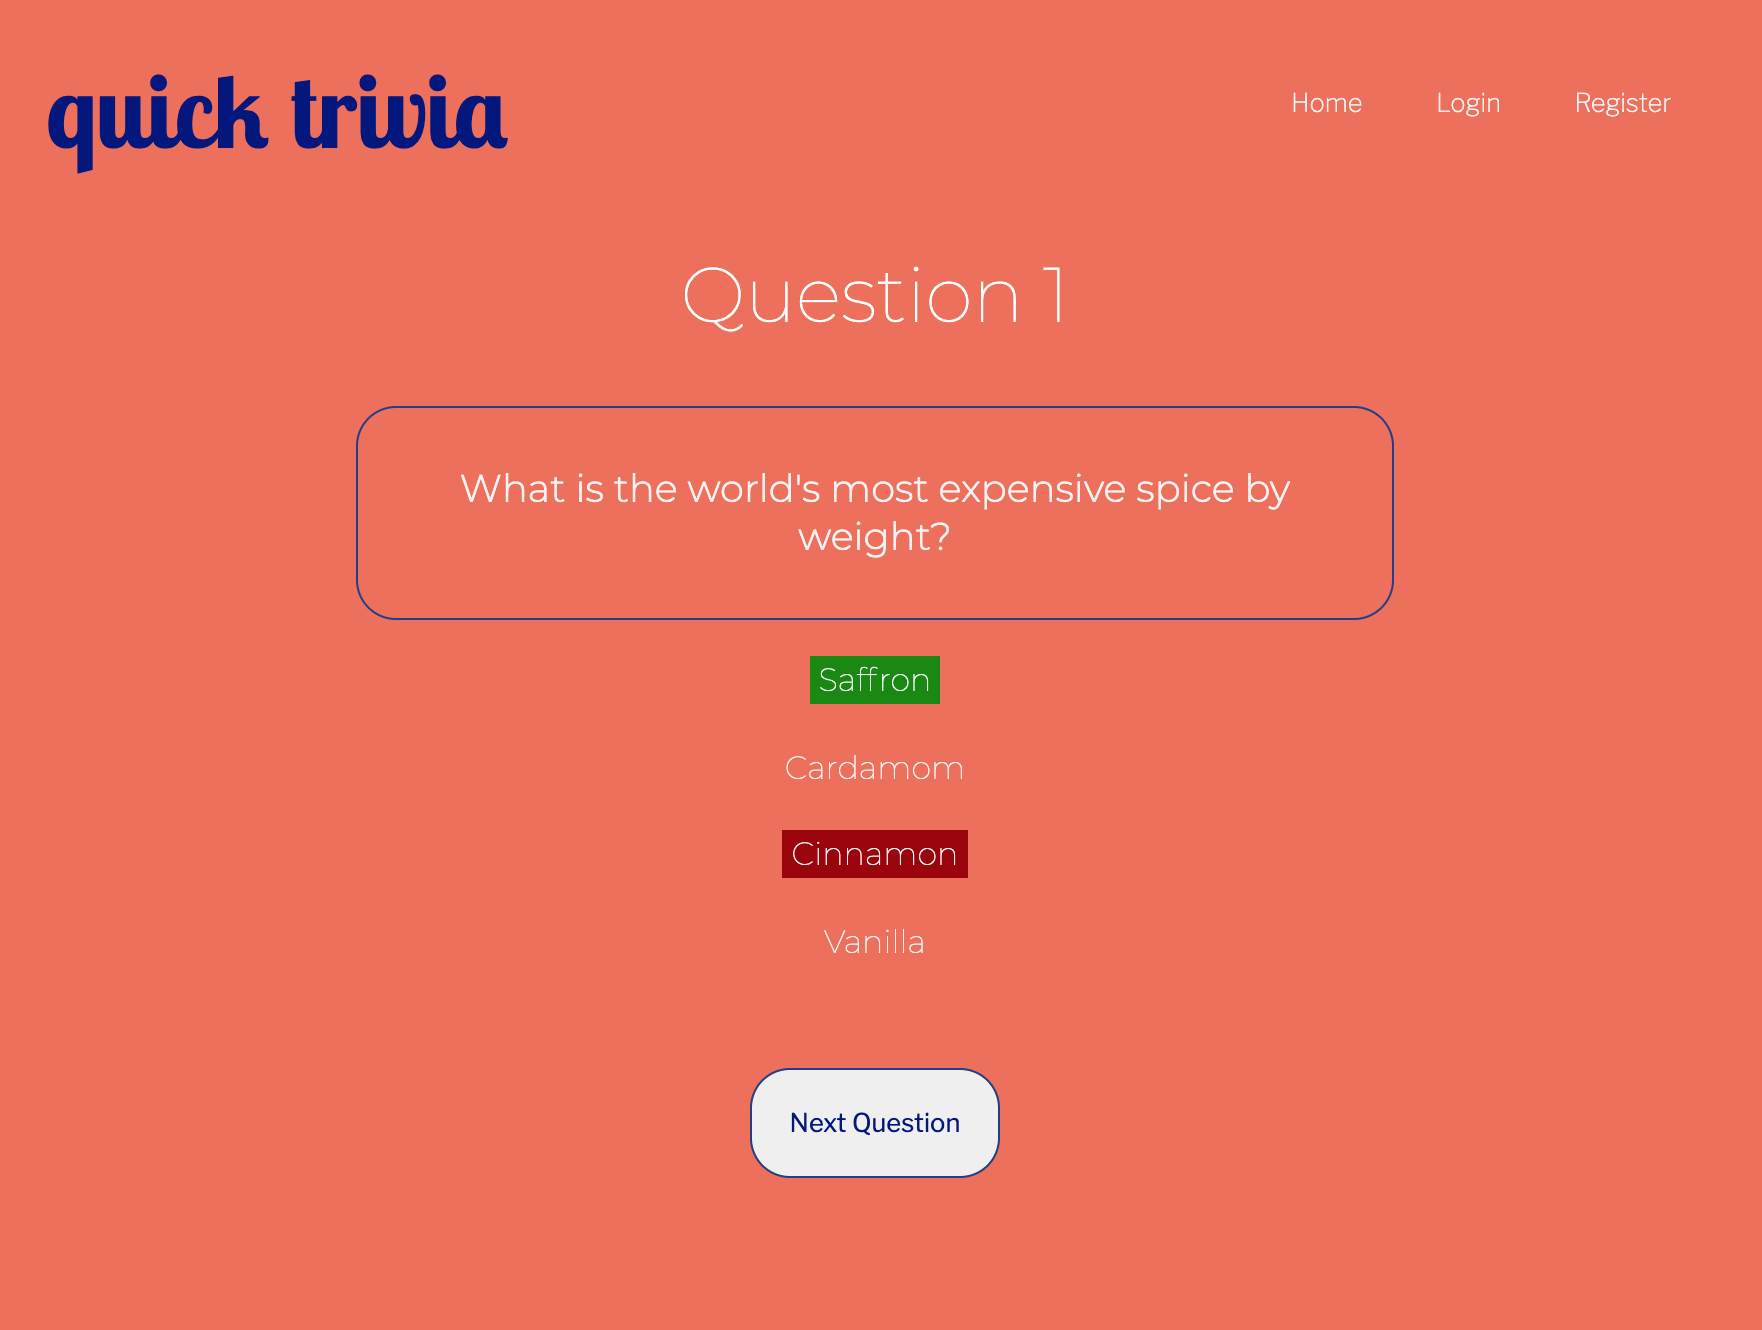 quick trivia
Home
Login
Register
Question 1
What is the world's most expensive spice by
weight?
Saffron
Cardamom
Cinnamon
Vanilla
Next Question